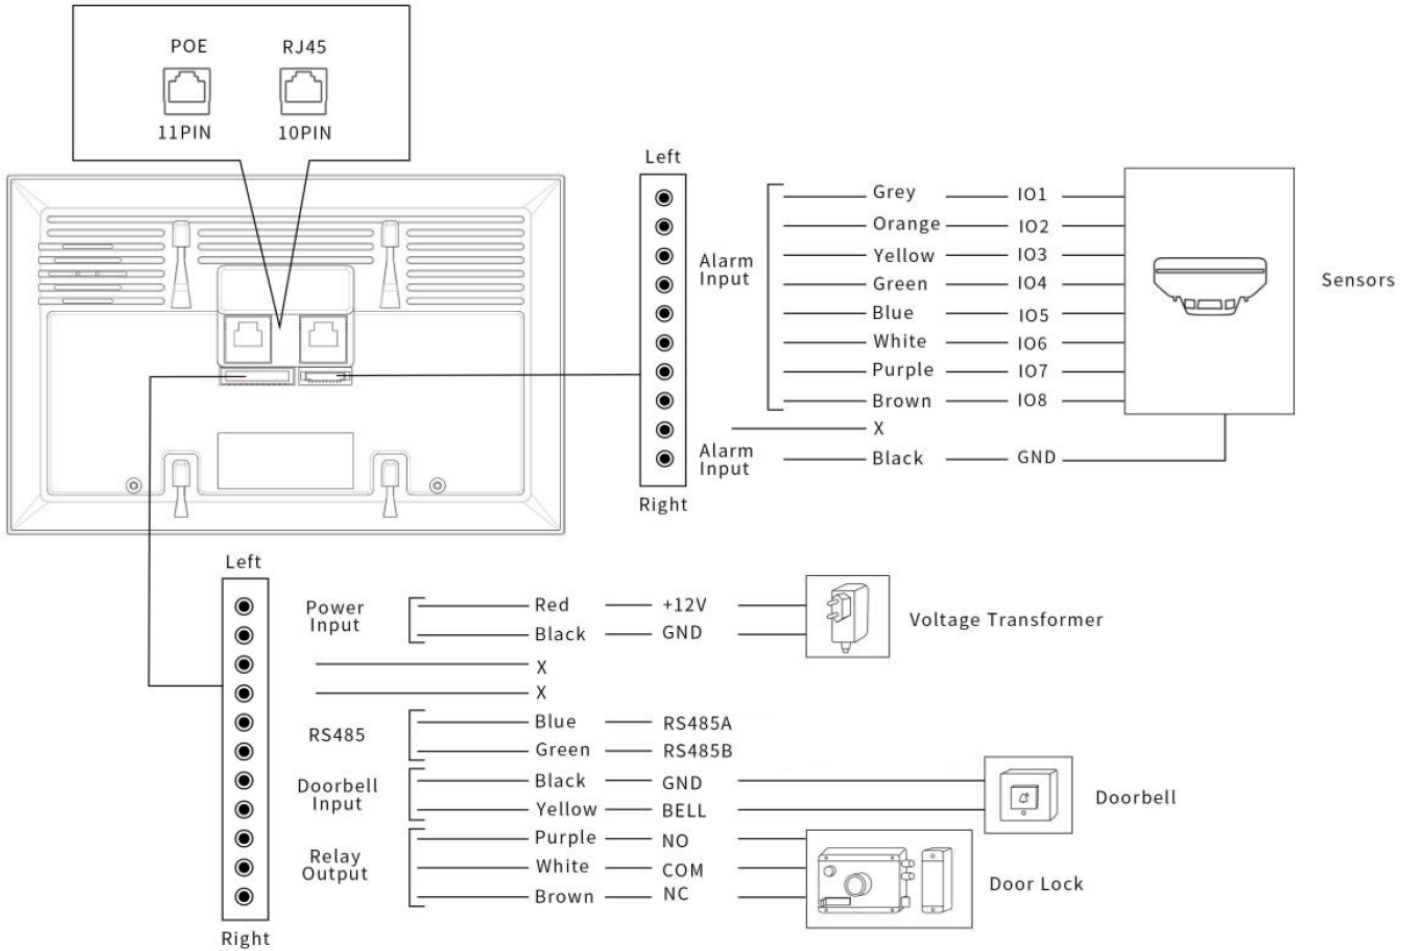 POE RJ45
11PIN 10PIN
Left
Alarm
Input
Grey IO1
Orange IO2
Yellow IO3
Green IO4
Blue IO5
White IO6
Purple IO7
Brown IO8
X
Alarm
Input
Black GND
Right
Sensors
Left
Power
Input
Red +12V
Black GND
Voltage Transformer
X
X
RS485
Blue RS485A
Green RS485B
Doorbell
Input
Black GND
Yellow BELL
Doorbell
Relay
Output
Purple NO
White COM
Brown NC
Door Lock
Right